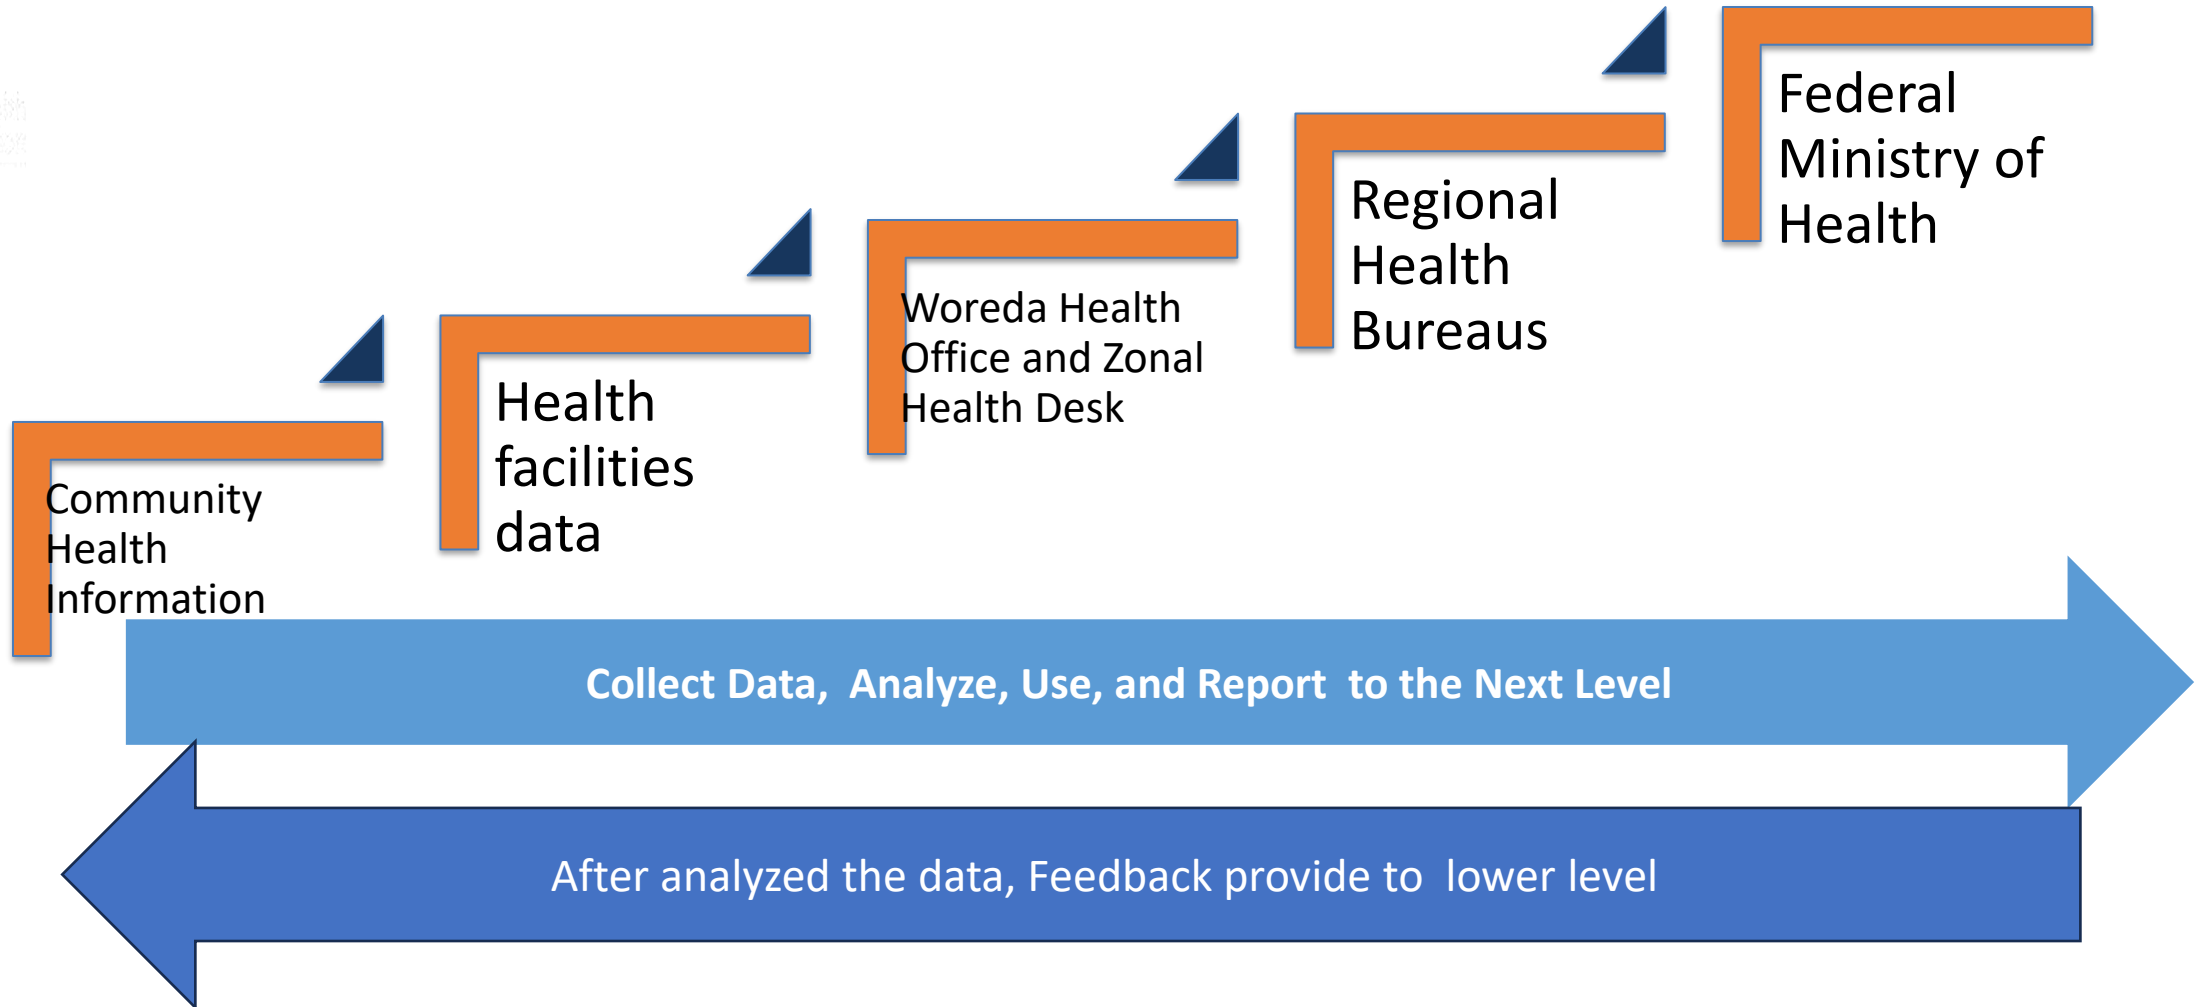 Community
Health
Information
Health
facilities
data
Woreda Health
Office and Zonal
Health Desk
Regional
Health
Bureaus
Federal
Ministry of
Health
Collect Data,  Analyze, Use, and Report  to the Next Level
After analyzed the data, Feedback provide to  lower level